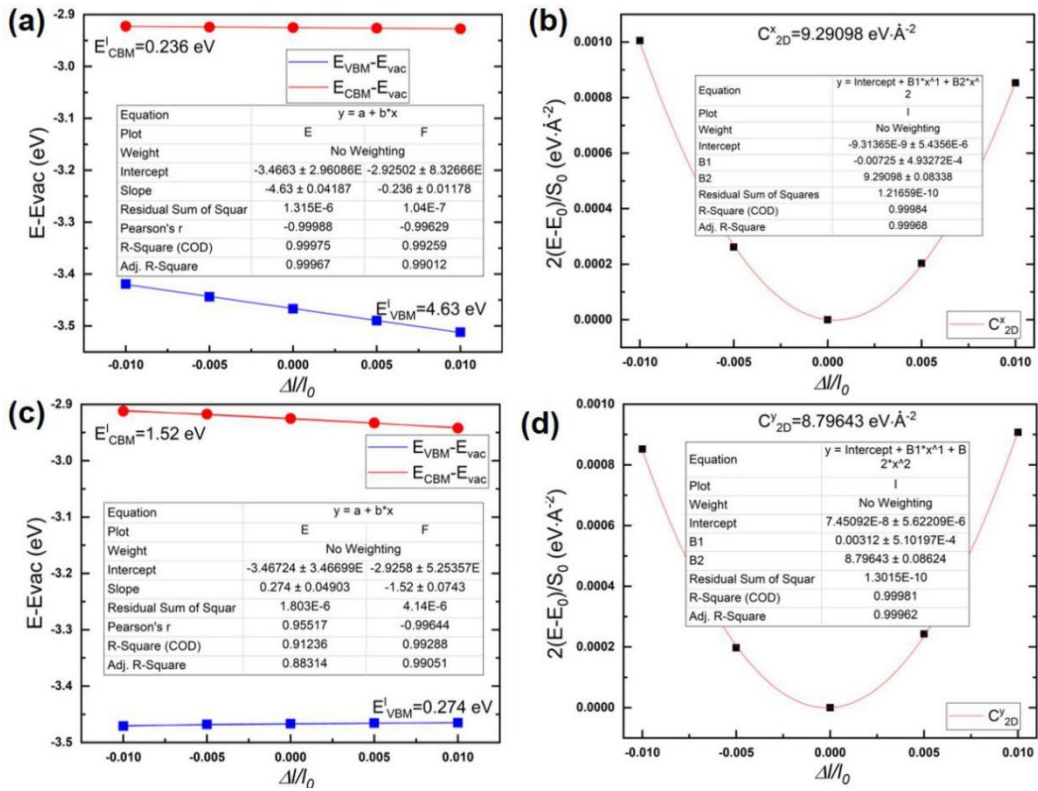 (a)
E^l_CBM=0.236 eV
E_VBM-E_vac
E_CBM-E_vac
Equation y = a + b*x
Plot E F
Weight No Weighting
Intercept -3.4663 ± 2.96086E -2.92502 ± 8.32666E
Slope -4.63 ± 0.04187 -0.236 ± 0.01178
Residual Sum of Squar 1.315E-6 1.04E-7
Pearson's r -0.99988 -0.99629
R-Square (COD) 0.99975 0.99259
Adj. R-Square 0.99967 0.99012
E^l_VBM=4.63 eV
E-Evac (eV)
-2.9
-3.0
-3.1
-3.2
-3.3
-3.4
-3.5
-0.010 -0.005 0.000 0.005 0.010
Δl/l_0
(b)
C^x_2D=9.29098 eV·Å^-2
Equation y = Intercept + B1*x^1 + B2*x^
2
Plot I
Weight No Weighting
Intercept -9.31365E-9 ± 5.4356E-6
B1 -0.00725 ± 4.93272E-4
B2 9.29098 ± 0.08338
Residual Sum of Squares 1.21659E-10
R-Square (COD) 0.99984
Adj. R-Square 0.99968
C^x_2D
2(E-E_0)/S_0 (eV·Å^-2)
0.0010
0.0008
0.0006
0.0004
0.0002
0.0000
-0.010 -0.005 0.000 0.005 0.010
Δl/l_0
(c)
E^l_CBM=1.52 eV
E_VBM-E_vac
E_CBM-E_vac
Equation y = a + b*x
Plot E F
Weight No Weighting
Intercept -3.46724 ± 3.46699E -2.9258 ± 5.25357E
Slope 0.274 ± 0.04903 -1.52 ± 0.0743
Residual Sum of Squar 1.803E-6 4.14E-6
Pearson's r 0.95517 -0.99644
R-Square (COD) 0.91236 0.99288
Adj. R-Square 0.88314 0.99051
E^l_VBM=0.274 eV
E-Evac (eV)
-2.9
-3.0
-3.1
-3.2
-3.3
-3.4
-3.5
-0.010 -0.005 0.000 0.005 0.010
Δl/l_0
(d)
C^y_2D=8.79643 eV·Å^-2
Equation y = Intercept + B1*x^1 + B
2*x^2
Plot I
Weight No Weighting
Intercept 7.45092E-8 ± 5.62209E-6
B1 0.00312 ± 5.10197E-4
B2 8.79643 ± 0.08624
Residual Sum of Squar 1.3015E-10
R-Square (COD) 0.99981
Adj. R-Square 0.99962
C^y_2D
2(E-E_0)/S_0 (eV·Å^-2)
0.0010
0.0008
0.0006
0.0004
0.0002
0.0000
-0.010 -0.005 0.000 0.005 0.010
Δl/l_0